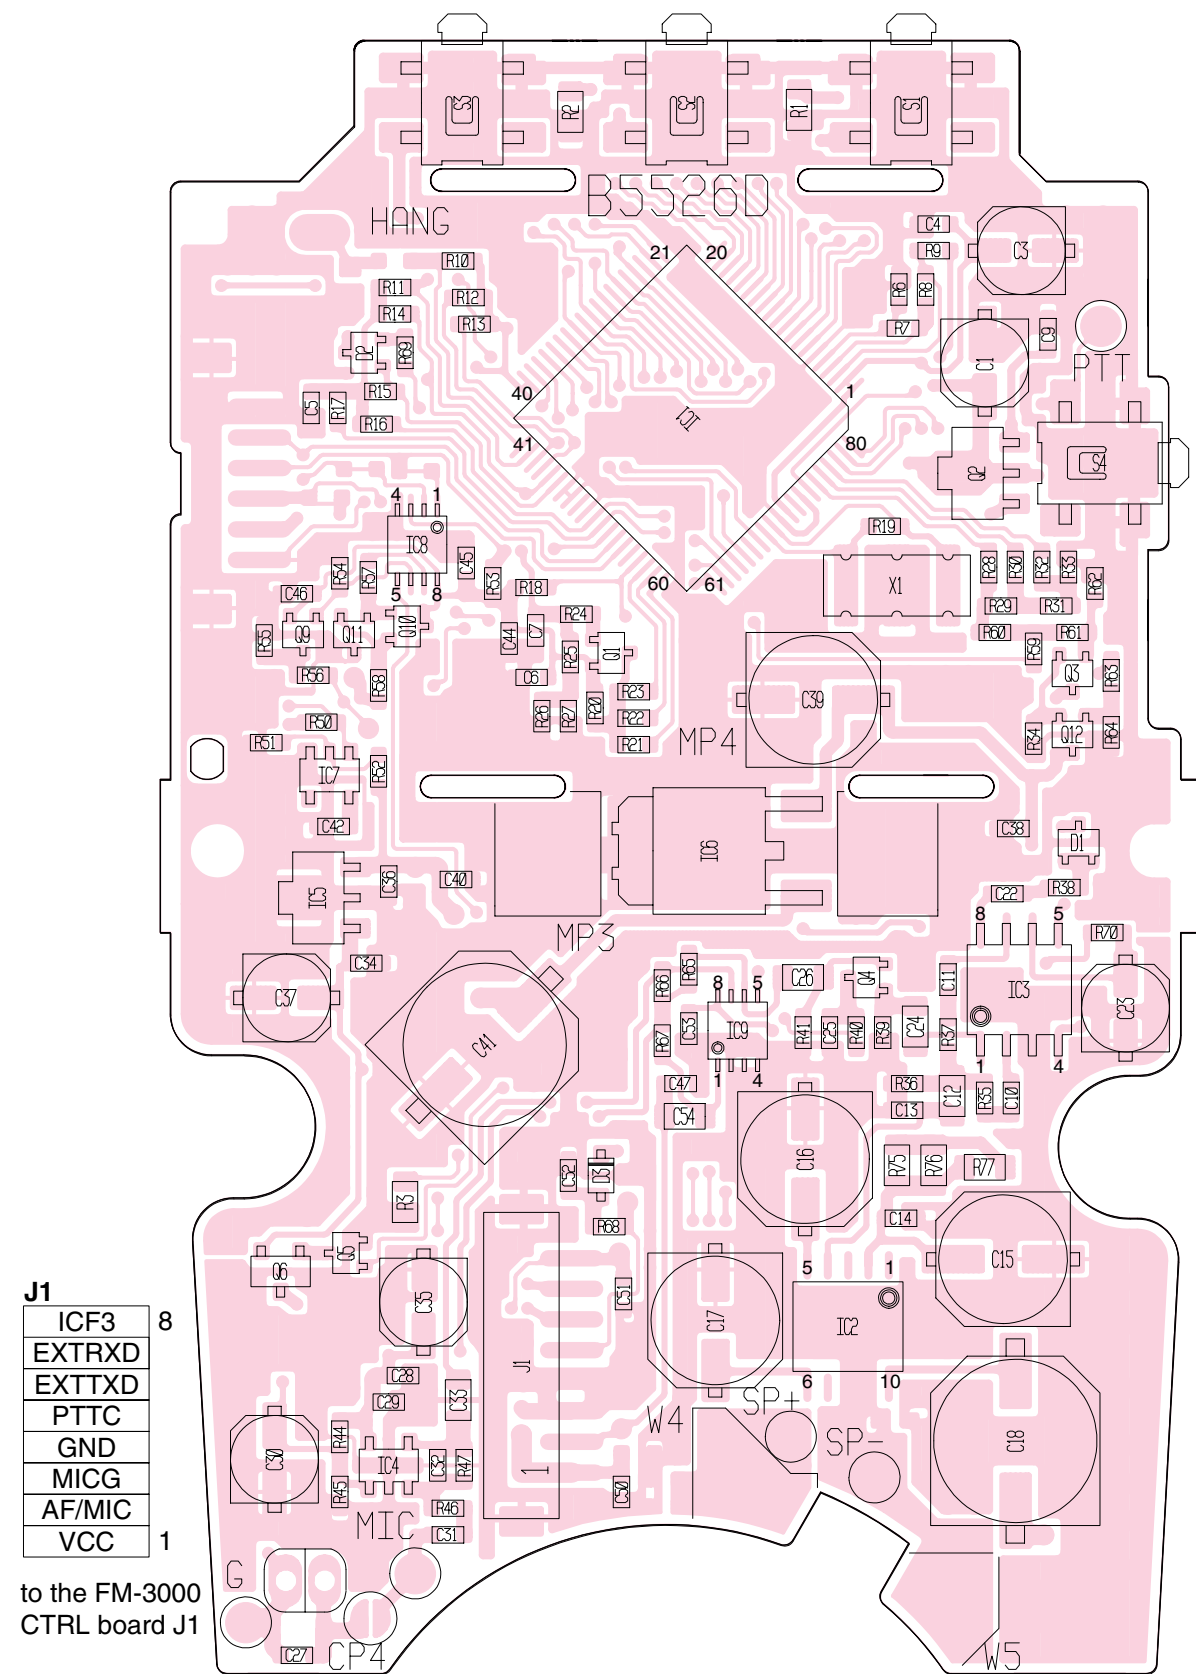 S3
R2
S2
R1
S1
B5526D
HANG
C4
21
20
R9
C3
R10
R11
R12
R6
R8
R14
R13
R7
C9
D2
R69
C1
PTT
R15
40
1
C5
R17
IC1
R16
41
80
Q2
S4
4
1
R19
IC8
C45
R54
R57
R53
R28
R30
R32
R33
5
8
60
61
X1
R62
C46
R18
R29
R31
R24
Q9
Q11
Q10
C44
C7
R55
R60
R61
R25
Q1
R59
R56
R58
C6
Q3
R63
R23
C39
R26
R27
R20
R22
R50
R51
R21
MP4
R34
Q12
R64
IC7
R52
C42
C38
D1
IC6
C36
C40
R38
IC5
C22
8
5
MP3
R70
C34
R65
R66
C26
Q4
C11
8
5
IC3
C37
C23
C53
IC9
R41
C25
R40
R39
C24
R37
R67
C41
1
4
1
4
C47
R36
C12
R35
C10
C54
C13
C16
C52
D3
R75
R76
R77
R3
C14
R68
Q5
Q6
C15
5
1
J1
C51
C35
ICF3 8
C17
IC2
EXTRXD
J1
EXTTXD
C28
6
10
PTTC
C29
C33
SP+
W4
GND
R44
SP-
C18
MICG
C30
IC4
C32
R47
1
AF/MIC
R45
C50
R46
VCC 1
MIC
C31
G
to the FM-3000
CTRL board J1
C27
CP4
W5